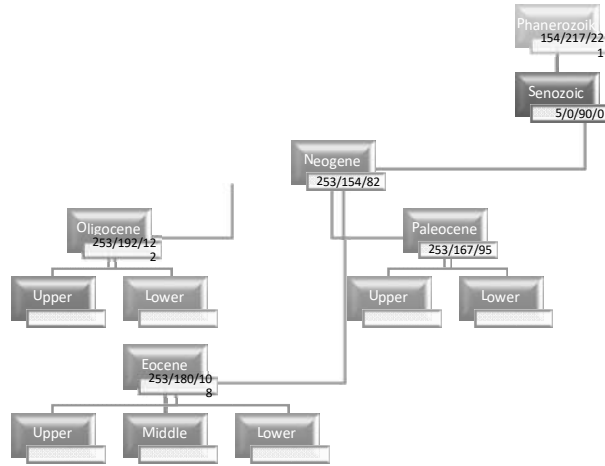 Phanerozoik
154/217/22
1
Senozoic
5/0/90/0
Neogene
253/154/82
Oligocene
253/192/12
2
Paleocene
253/167/95
Upper
Lower
Upper
Lower
Eocene
253/180/10
8
Upper
Middle
Lower